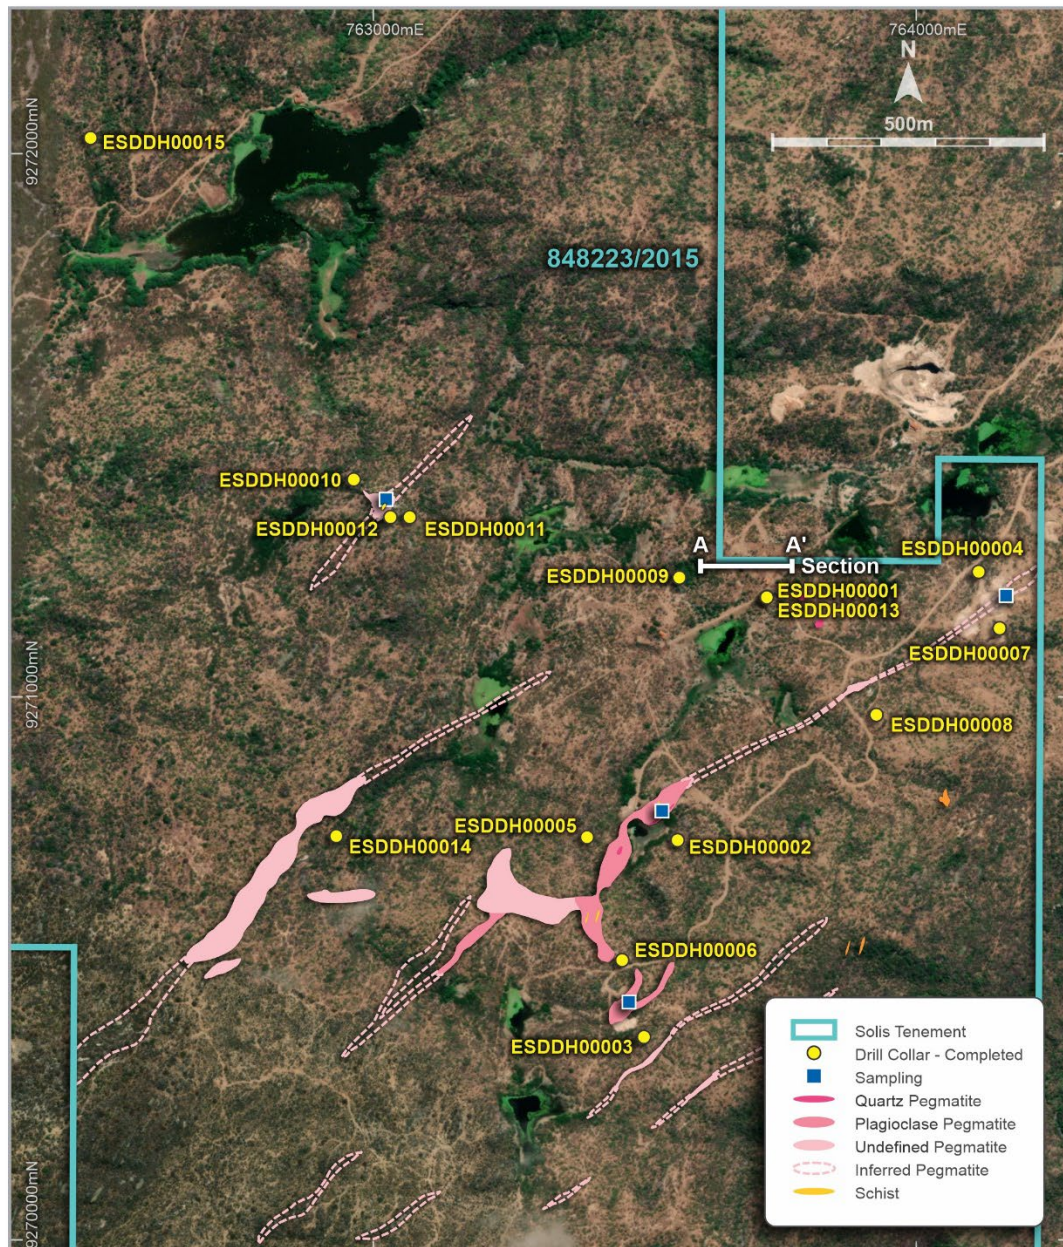 763000mE
764000mE
N
500m
9272000mN
ESDDH00015
848223/2015
ESDDH00010
ESDDH00012
ESDDH00011
A
A'
Section
ESDDH00004
ESDDH00009
ESDDH00001
ESDDH00013
ESDDH00007
9271000mN
ESDDH00008
ESDDH00005
ESDDH00002
ESDDH00014
ESDDH00006
ESDDH00003
9270000mN
Solis Tenement
Drill Collar - Completed
Sampling
Quartz Pegmatite
Plagioclase Pegmatite
Undefined Pegmatite
Inferred Pegmatite
Schist